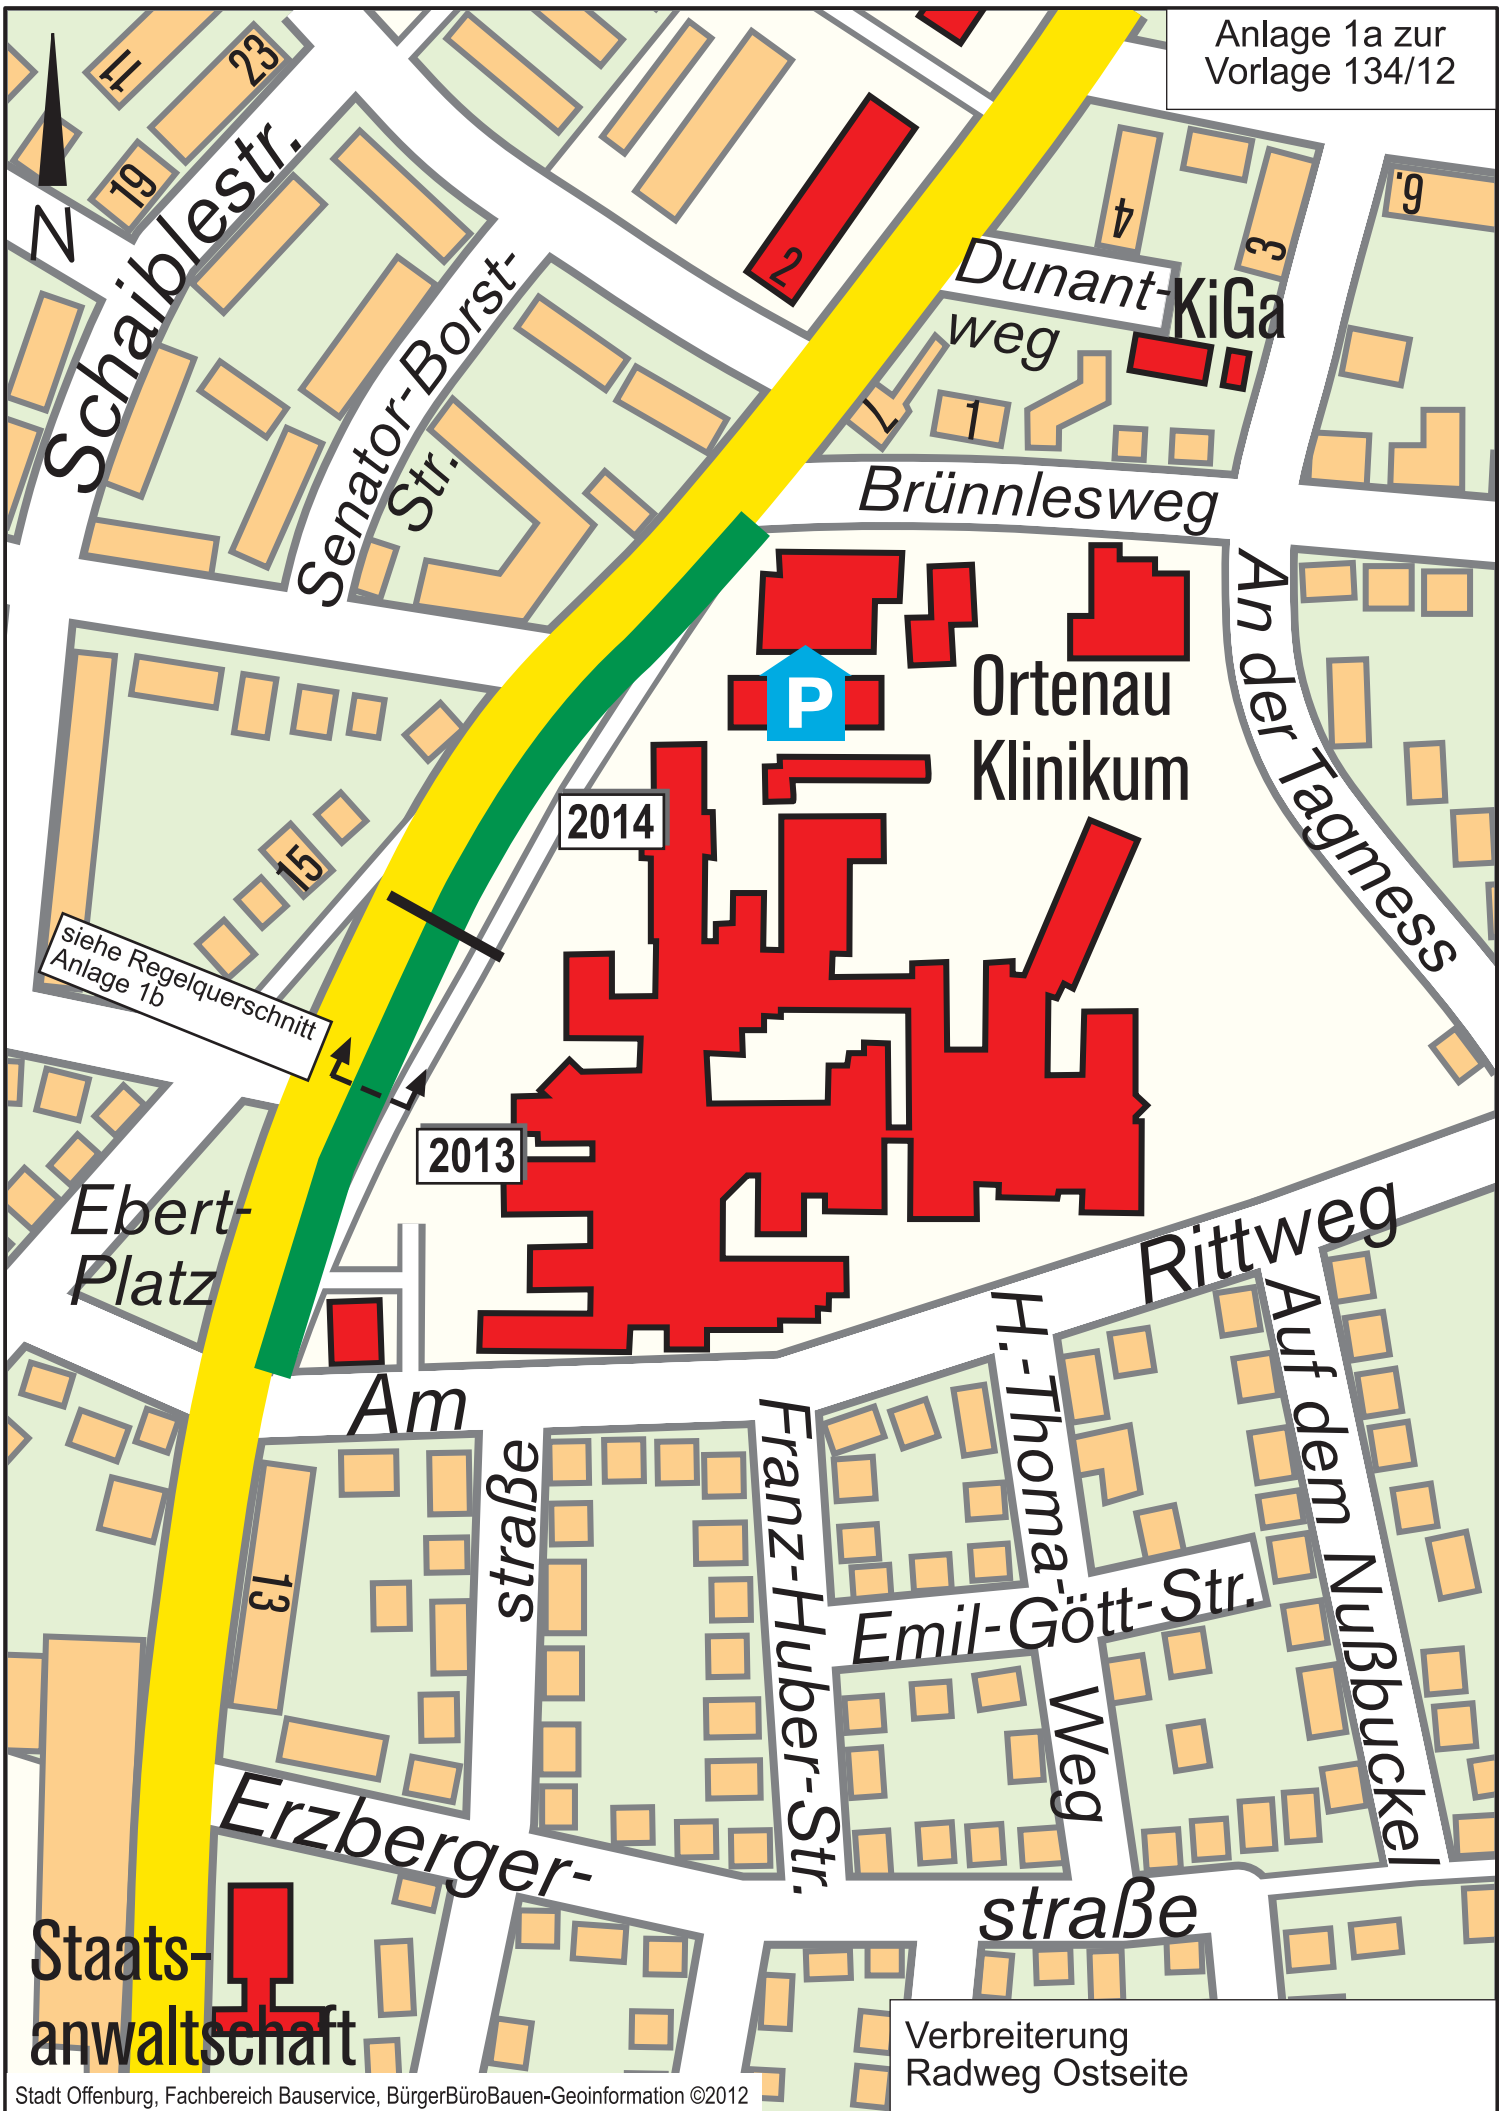 Anlage 1a zur
Vorlage 134/12
11
23
19
N
Schaiblestr.
Senator-Borst-
Str.
2
4
3
6.
Dunant-
weg
KiGa
7
1
Brünnlesweg
An der Tagmess
Ortenau
Klinikum
P
2014
15
siehe Regelquerschnitt
Anlage 1b
2013
Ebert-
Platz
Rittweg
Am
straße
H.-Thoma-
Weg
Auf dem Nußbuckel
Franz-Huber-Str.
Emil-Gött-Str.
13
Erzberger-
straße
Staats-
anwaltschaft
Verbreiterung
Radweg Ostseite
Stadt Offenburg, Fachbereich Bauservice, BürgerBüroBauen-Geoinformation ©2012